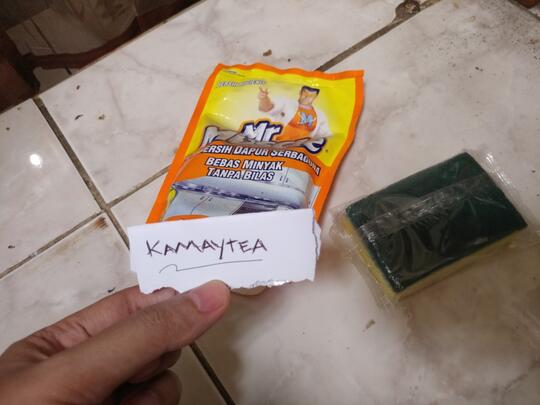 Mr.
BERSIH DAPUR SERBAGUNA
BEBAS MINYAK
TANPA BILAS
KAMAYTEA